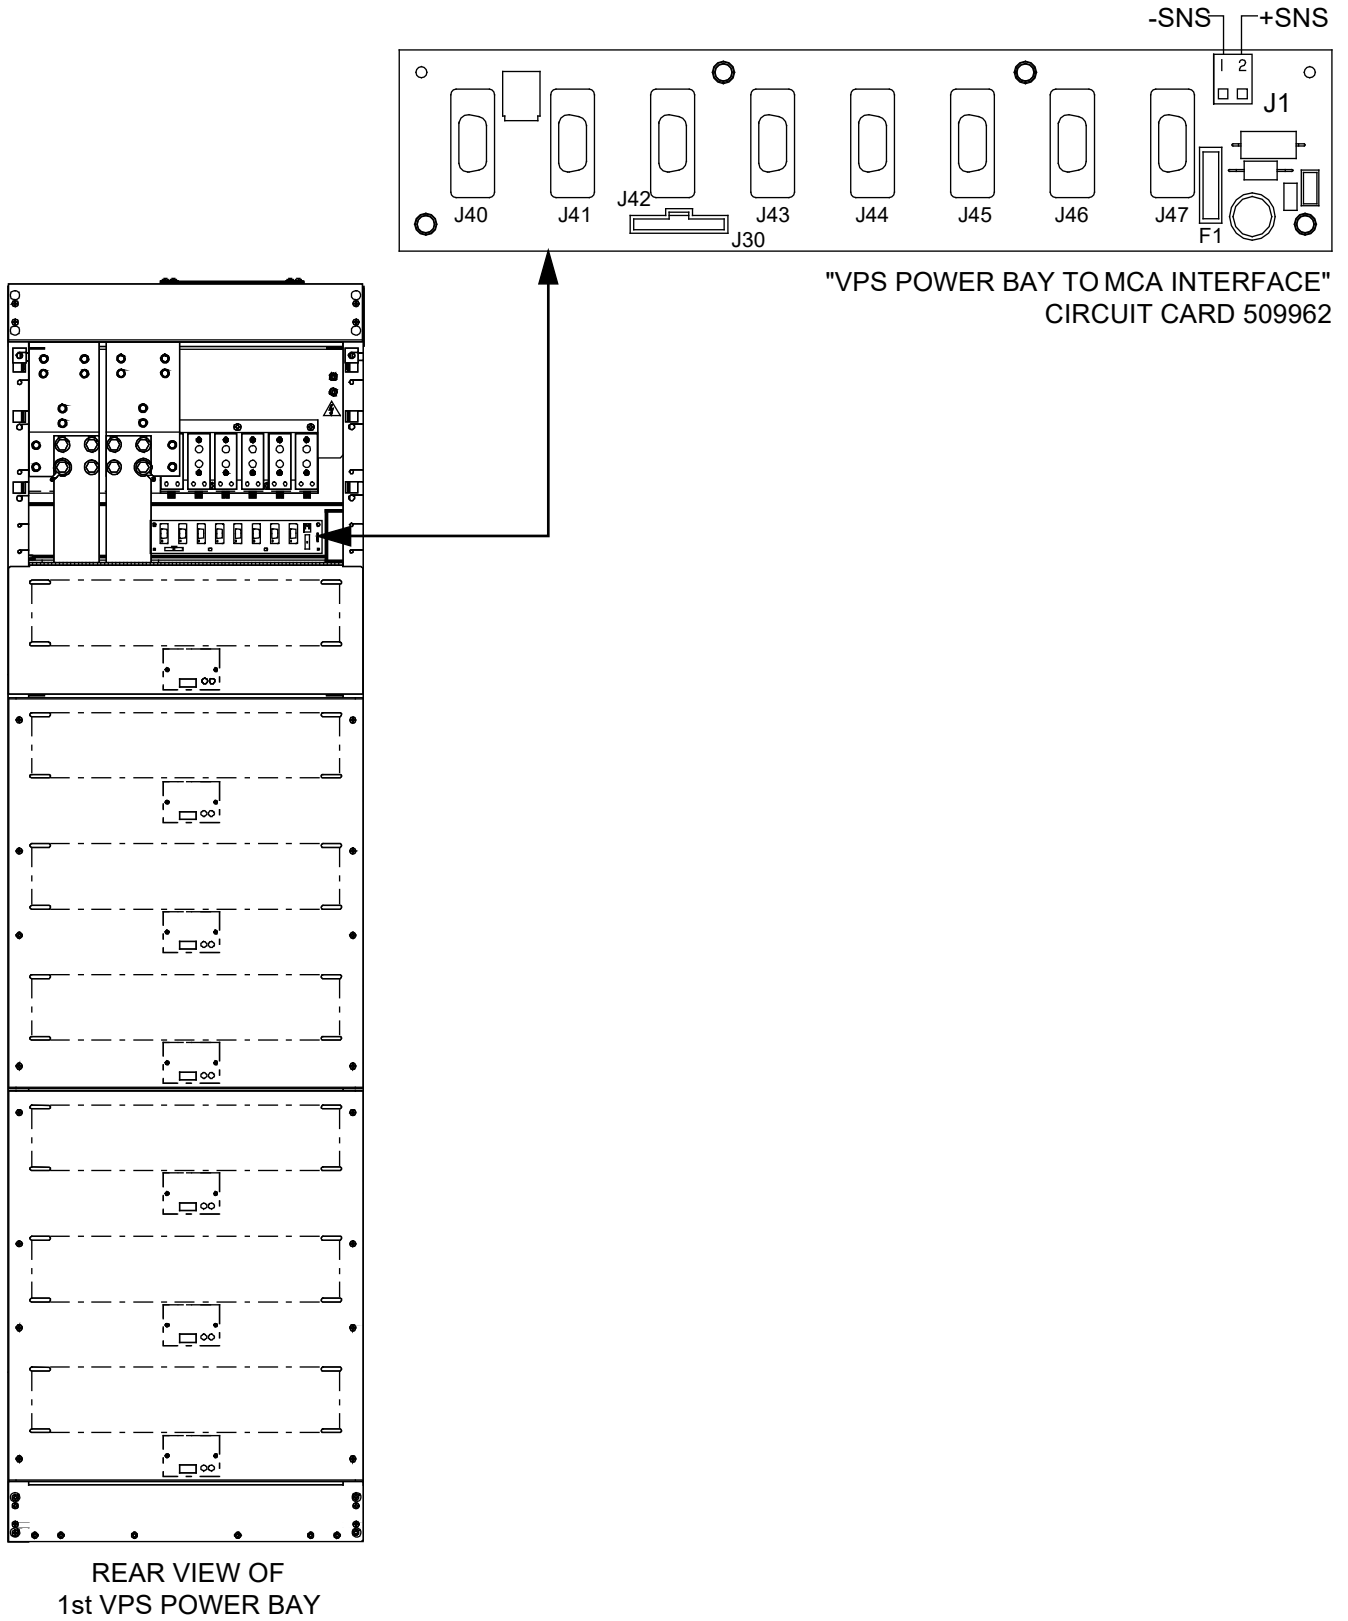 -SNS +SNS
1 2
J1
J40 J41 J42 J43 J44 J45 J46 J47
J30
F1
"VPS POWER BAY TO MCA INTERFACE"
CIRCUIT CARD 509962
REAR VIEW OF
1st VPS POWER BAY